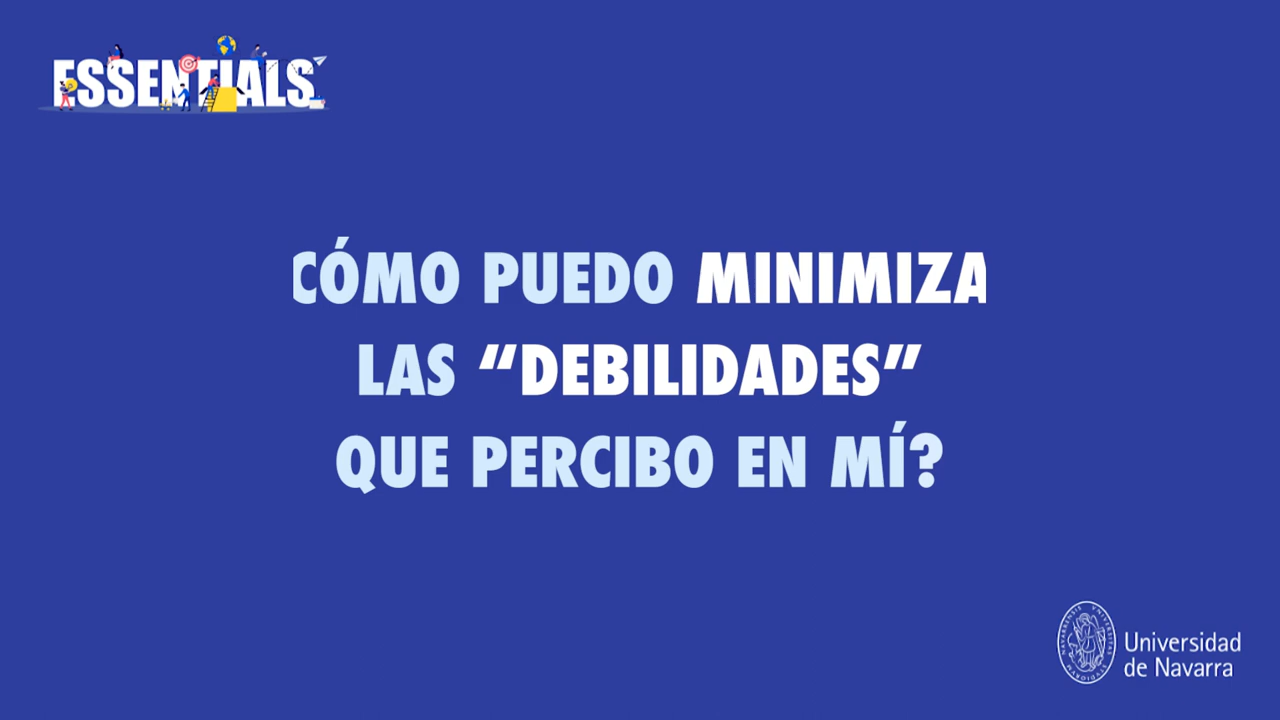 ESSENTIALS
CÓMO PUEDO MINIMIZA
LAS “DEBILIDADES”
QUE PERCIBO EN MÍ?
Universidad
de Navarra